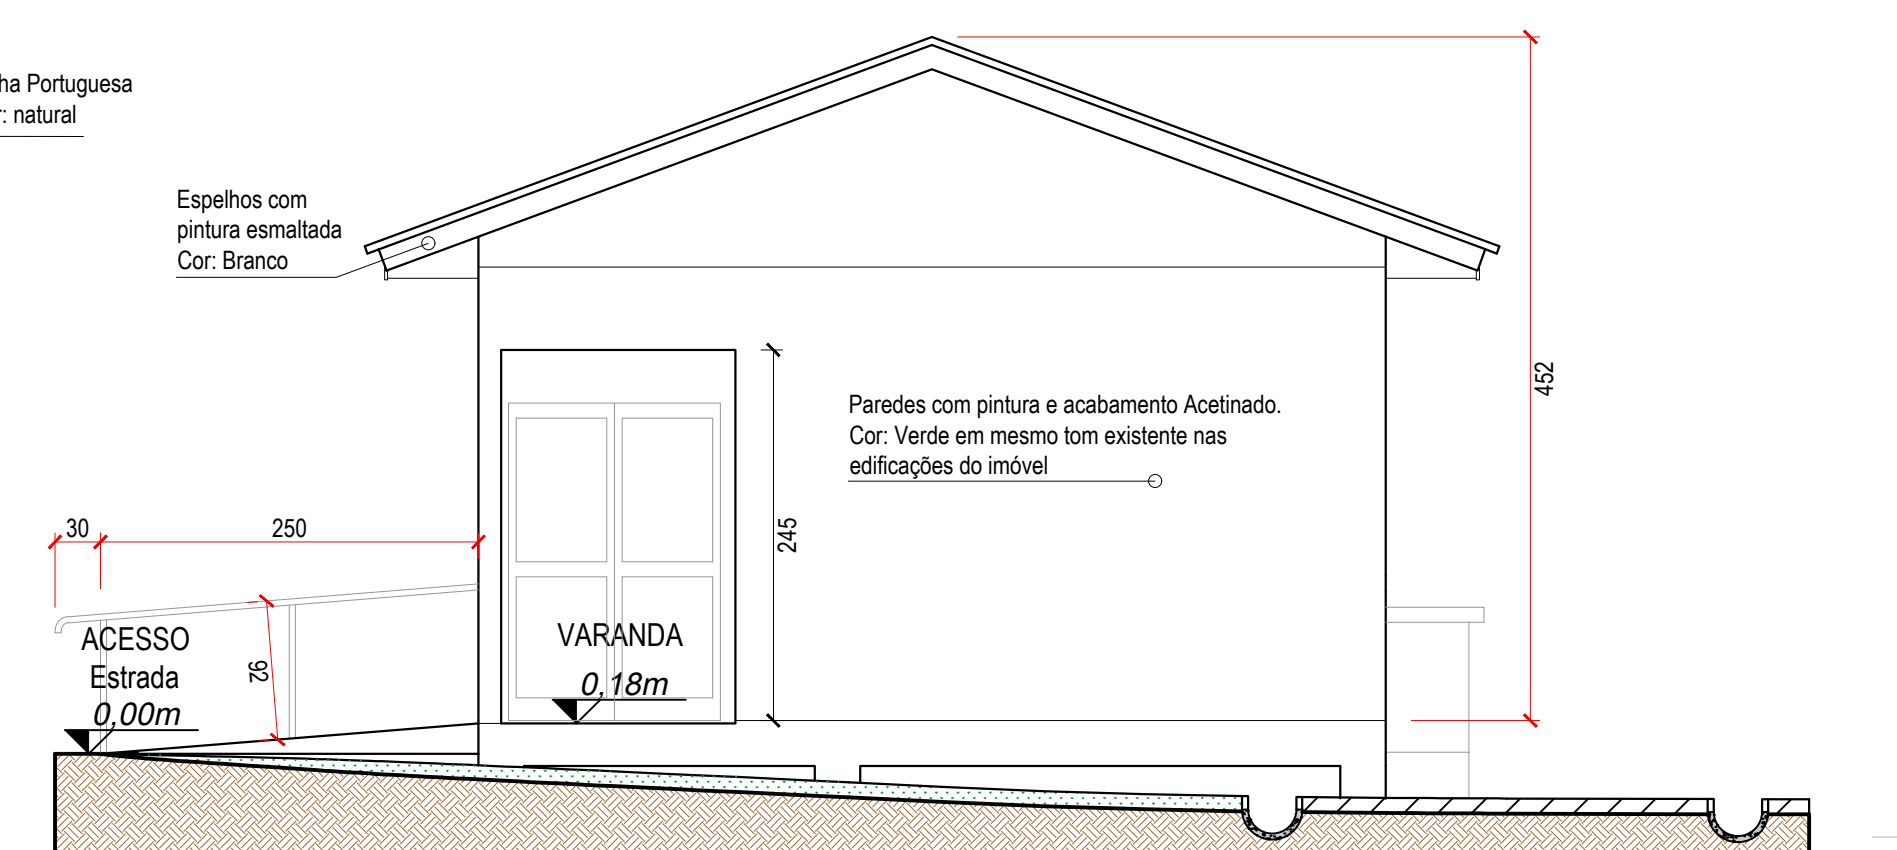 ha Portuguesa
: natural
Espelhos com
pintura esmaltada
Cor: Branco
452
Paredes com pintura e acabamento Acetinado.
Cor: Verde em mesmo tom existente nas
edificações do imóvel
245
30
250
92
ACESSO
Estrada
0,00m
VARANDA
0,18m